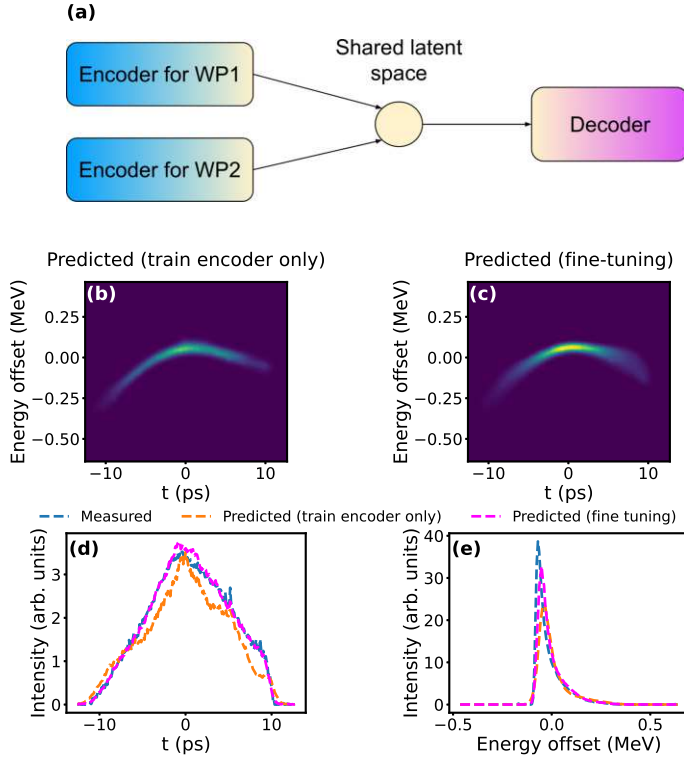 (a)
Encoder for WP1
Shared latent
space
Decoder
Encoder for WP2
Predicted (train encoder only)
Predicted (fine-tuning)
Energy offset (MeV)
(b)
0.25
0.00
−0.25
−0.50
−10
0
10
t (ps)
Energy offset (MeV)
(c)
0.25
0.00
−0.25
−0.50
−10
0
10
t (ps)
Measured
Predicted (train encoder only)
Predicted (fine tuning)
Intensity (arb. units)
(d)
3
2
1
0
−10
0
10
t (ps)
Intensity (arb. units)
(e)
40
30
20
10
0
−0.5
0.0
0.5
Energy offset (MeV)